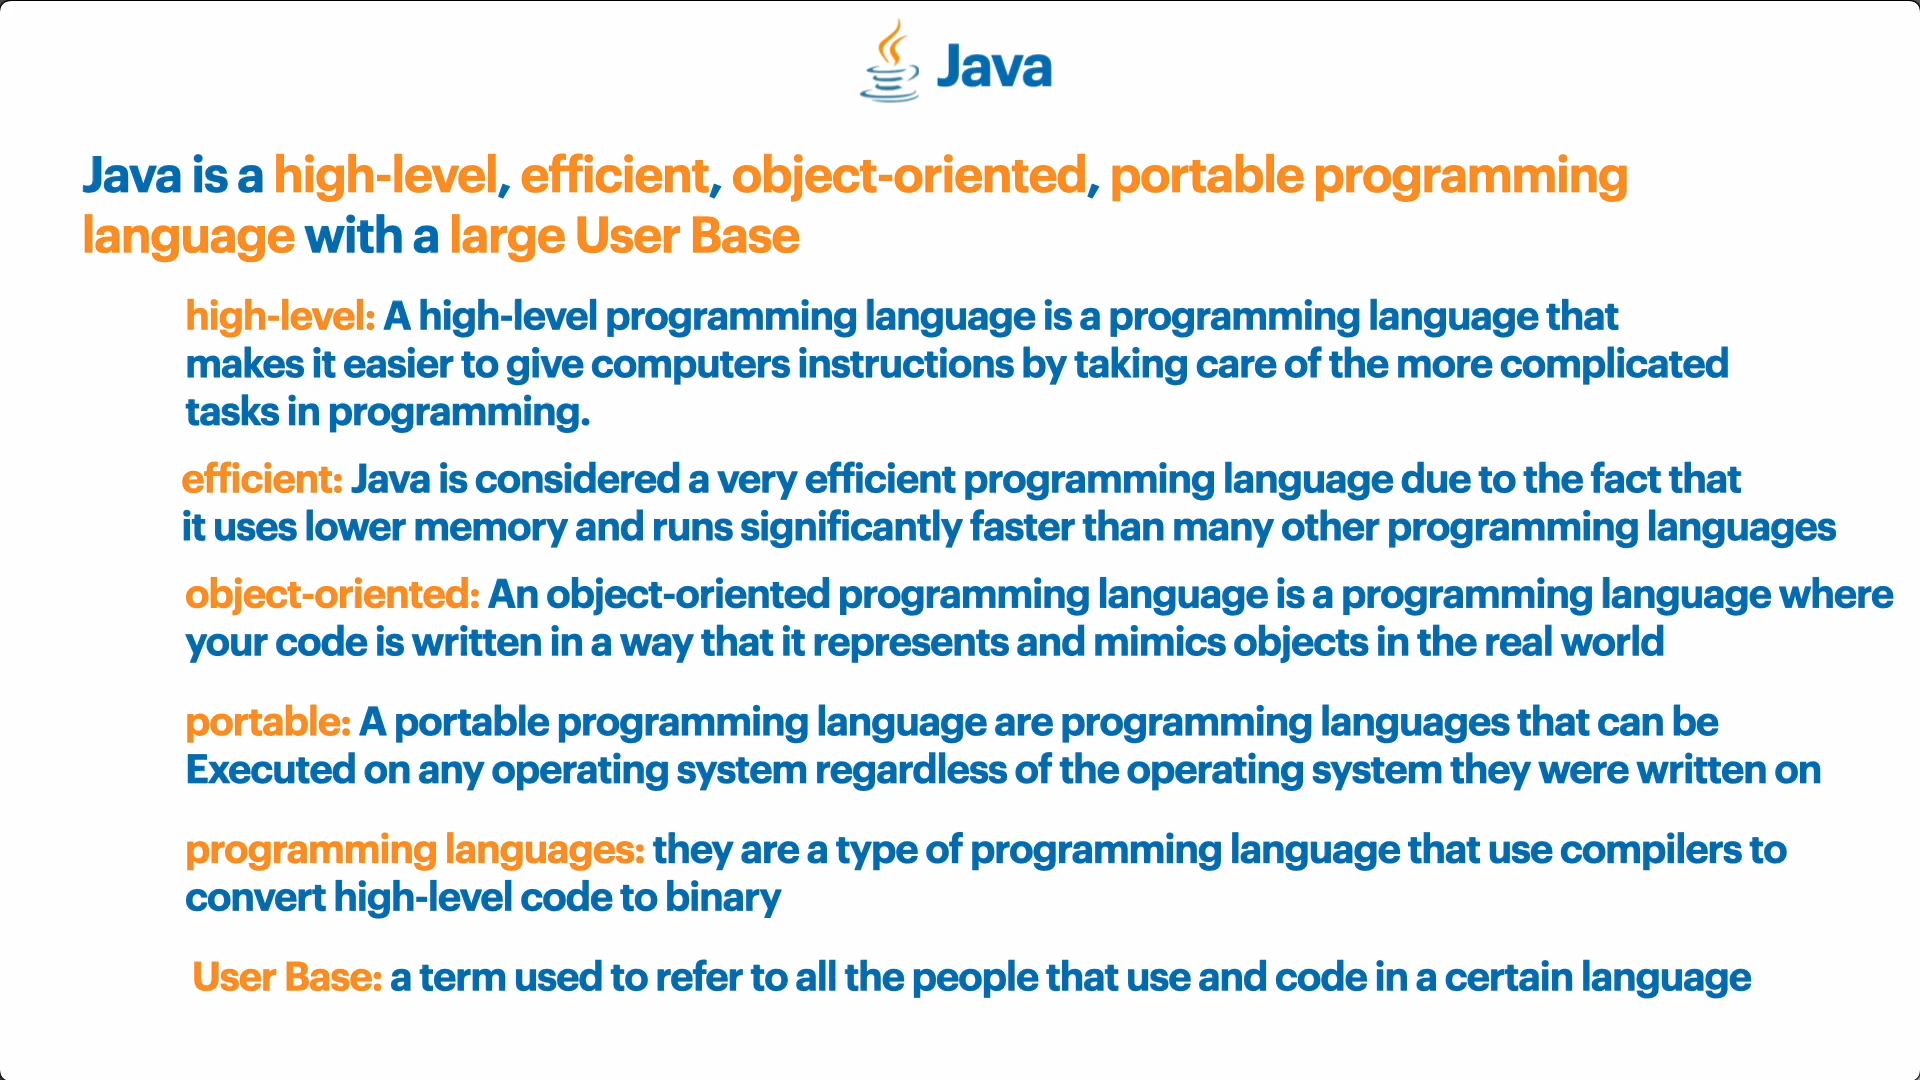 Java
Java is a high-level, efficient, object-oriented, portable programming
language with a large User Base
high-level: A high-level programming language is a programming language that
makes it easier to give computers instructions by taking care of the more complicated
tasks in programming.
efficient: Java is considered a very efficient programming language due to the fact that
it uses lower memory and runs significantly faster than many other programming languages
object-oriented: An object-oriented programming language is a programming language where
your code is written in a way that it represents and mimics objects in the real world
portable: A portable programming language are programming languages that can be
Executed on any operating system regardless of the operating system they were written on
programming languages: they are a type of programming language that use compilers to
convert high-level code to binary
User Base: a term used to refer to all the people that use and code in a certain language